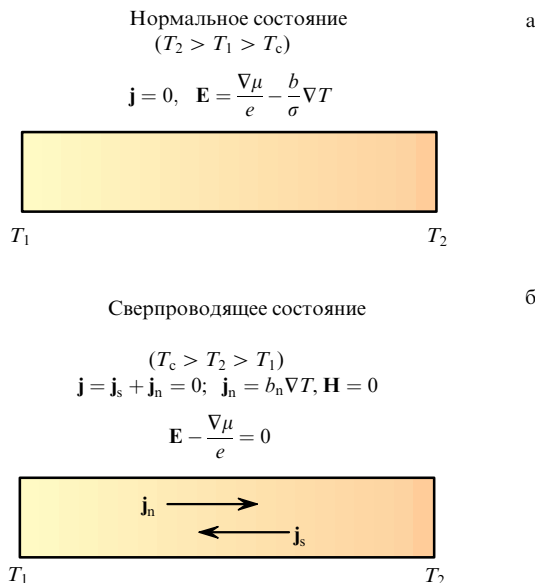 Нормальное состояние
а
(T₂ > T₁ > T_c)
j = 0, E = ∇μ/e − b/σ ∇T
T₁ T₂
Сверпроводящее состояние
б
(T_c > T₂ > T₁)
j = j_s + j_n = 0; j_n = b_n∇T, H = 0
E − ∇μ/e = 0
j_n
j_s
T₁ T₂